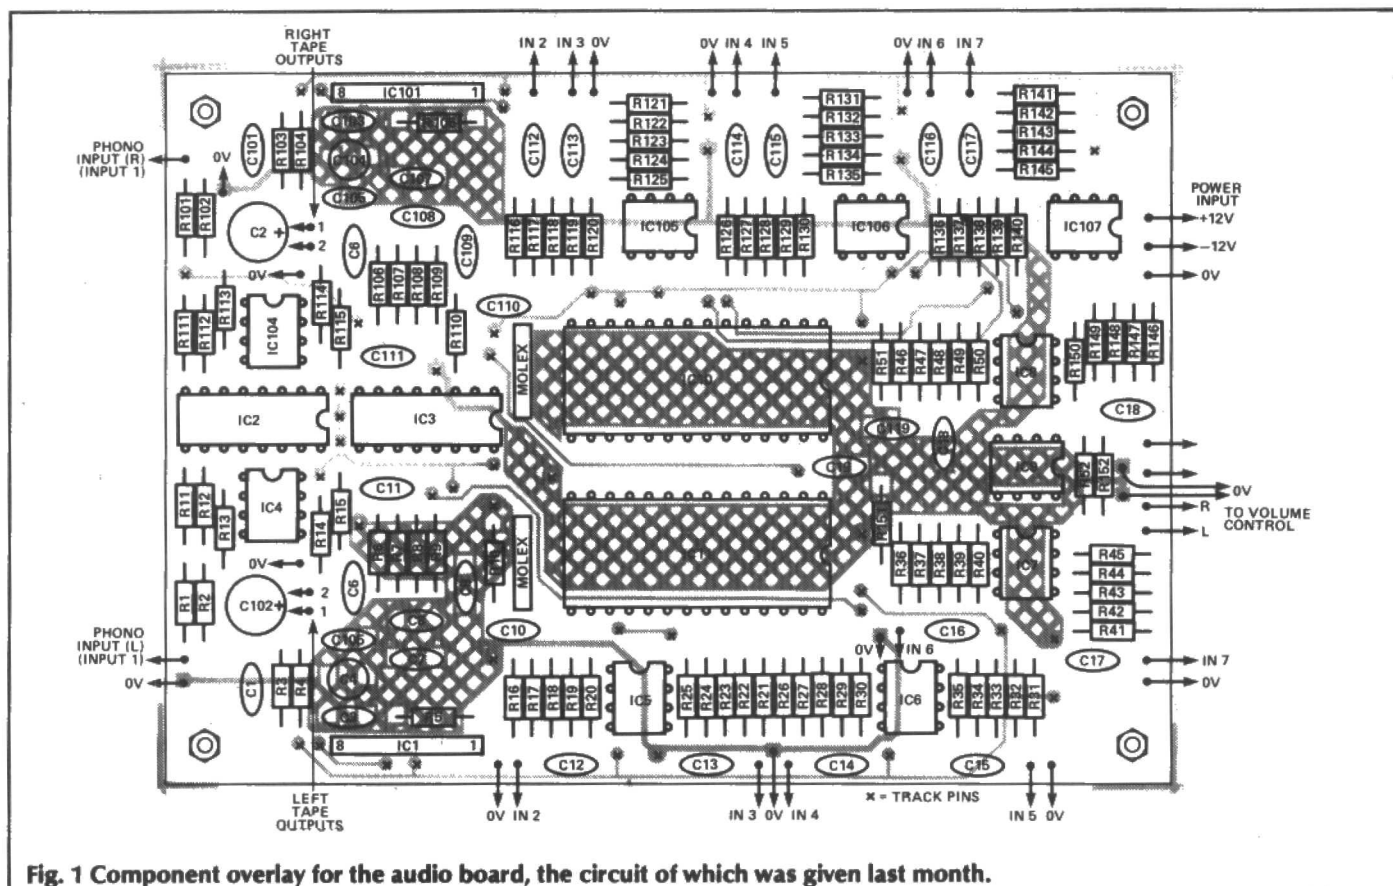 RIGHT
TAPE
OUTPUTS
IN 2
IN 3
0V
0V
IN 4
IN 5
0V
IN 6
IN 7
8
IC101
1
PHONO
INPUT (R)
(INPUT 1)
0V
C101
R103
R104
C107
C105
C108
C112
C113
R121
R122
R123
R124
R125
C114
C115
R131
R132
R133
R134
R135
C116
C117
R141
R142
R143
R144
R145
POWER
INPUT
+12V
−12V
0V
R101
R102
C2
+
1
2
0V
C6
C109
R106
R107
R108
R109
R116
R117
R118
R119
R120
IC105
R126
R127
R128
R129
R130
IC106
R136
R137
R138
R139
R140
IC107
R111
R112
R113
IC104
R114
R115
R110
C110
C111
MOLEX
R51
R46
R47
R48
R49
R50
IC8
R150
R149
R148
R147
R146
IC2
IC3
C119
C18
C18
R11
R12
R13
IC4
R14
R15
C11
C19
R152
0V
R
L
TO VOLUME
CONTROL
R151
0V
MOLEX
R36
R37
R38
R39
R40
IC7
R45
R44
R43
R42
R41
R1
R2
C102
+
2
1
C6
C10
C16
C17
PHONO
INPUT (L)
(INPUT 1)
0V
C1
R3
R4
R16
R17
R18
R19
R20
IC5
R25
R24
R23
R22
R21
R26
R27
R28
R29
R30
0V
IN 6
IC6
R35
R34
R33
R32
R31
IN 7
0V
8
IC1
1
C12
C13
C14
C15
× = TRACK PINS
LEFT
TAPE
OUTPUTS
0V
IN 2
IN 3
0V
IN 4
IN 5
0V
Fig. 1 Component overlay for the audio board, the circuit of which was given last month.